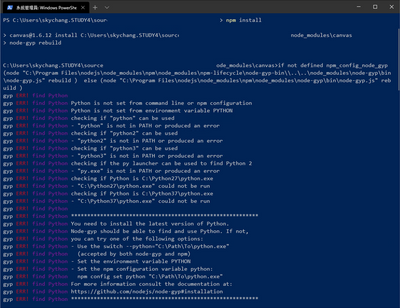 系統管理員: Windows PowerShe
PS C:\Users\skychang.STUDY4\sour > npm install
> canvas@1.6.12 install C:\Users\skychang.STUDY4\source node_modules\canvas
> node-gyp rebuild
C:\Users\skychang.STUDY4\source ode_modules\canvas>if not defined npm_config_node_gyp
(node "C:\Program Files\nodejs\node_modules\npm\node_modules\npm-lifecycle\node-gyp-bin\\..\..\node_modules\node-gyp\bin
\node-gyp.js" rebuild ) else (node "C:\Program Files\nodejs\node_modules\npm\node_modules\node-gyp\bin\node-gyp.js" reb
uild )
gyp ERR! find Python
gyp ERR! find Python Python is not set from command line or npm configuration
gyp ERR! find Python Python is not set from environment variable PYTHON
gyp ERR! find Python checking if "python" can be used
gyp ERR! find Python - "python" is not in PATH or produced an error
gyp ERR! find Python checking if "python2" can be used
gyp ERR! find Python - "python2" is not in PATH or produced an error
gyp ERR! find Python checking if "python3" can be used
gyp ERR! find Python - "python3" is not in PATH or produced an error
gyp ERR! find Python checking if the py launcher can be used to find Python 2
gyp ERR! find Python - "py.exe" is not in PATH or produced an error
gyp ERR! find Python checking if Python is C:\Python27\python.exe
gyp ERR! find Python - "C:\Python27\python.exe" could not be run
gyp ERR! find Python checking if Python is C:\Python37\python.exe
gyp ERR! find Python - "C:\Python37\python.exe" could not be run
gyp ERR! find Python
gyp ERR! find Python **********************************************************
gyp ERR! find Python You need to install the latest version of Python.
gyp ERR! find Python Node-gyp should be able to find and use Python. If not,
gyp ERR! find Python you can try one of the following options:
gyp ERR! find Python - Use the switch --python="C:\Path\To\python.exe"
gyp ERR! find Python (accepted by both node-gyp and npm)
gyp ERR! find Python - Set the environment variable PYTHON
gyp ERR! find Python - Set the npm configuration variable python:
gyp ERR! find Python npm config set python "C:\Path\To\python.exe"
gyp ERR! find Python For more information consult the documentation at:
gyp ERR! find Python https://github.com/nodejs/node-gyp#installation
gyp ERR! find Python **********************************************************